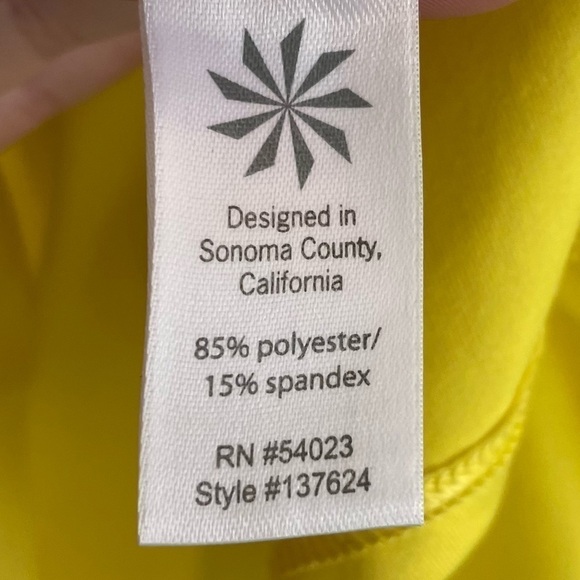 Designed in
Sonoma County,
California
85% polyester/
15% spandex
RN #54023
Style #137624